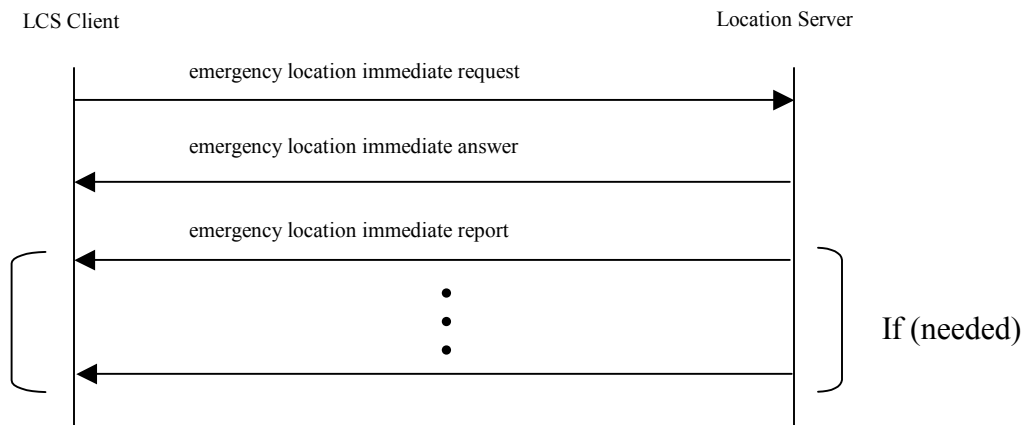 LCS Client
Location Server
emergency location immediate request
emergency location immediate answer
emergency location immediate report
If (needed)